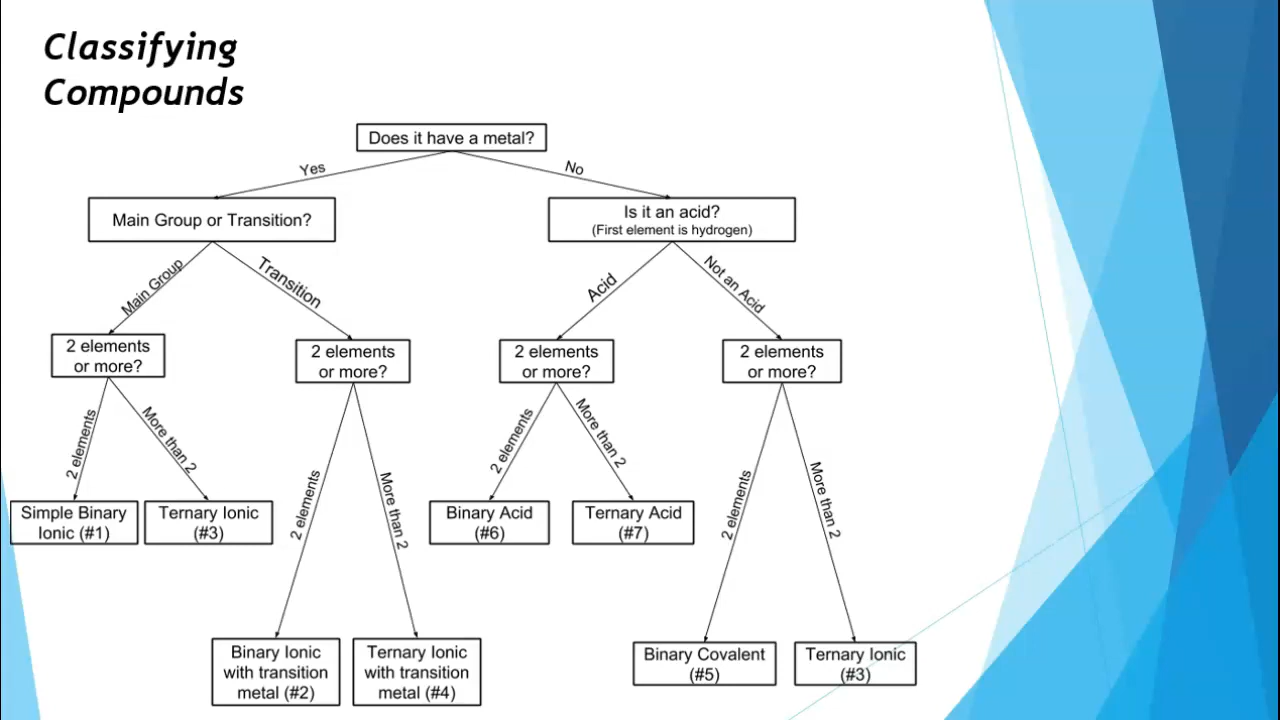 Classifying
Compounds
Does it have a metal?
Yes
No
Main Group or Transition?
Is it an acid?
(First element is hydrogen)
Main Group
Transition
Acid
Not an Acid
2 elements
or more?
2 elements
or more?
2 elements
or more?
2 elements
or more?
2 elements
More than 2
2 elements
More than 2
2 elements
More than 2
2 elements
More than 2
Simple Binary
Ionic (#1)
Ternary Ionic
(#3)
Binary Acid
(#6)
Ternary Acid
(#7)
Binary Ionic
with transition
metal (#2)
Ternary Ionic
with transition
metal (#4)
Binary Covalent
(#5)
Ternary Ionic
(#3)